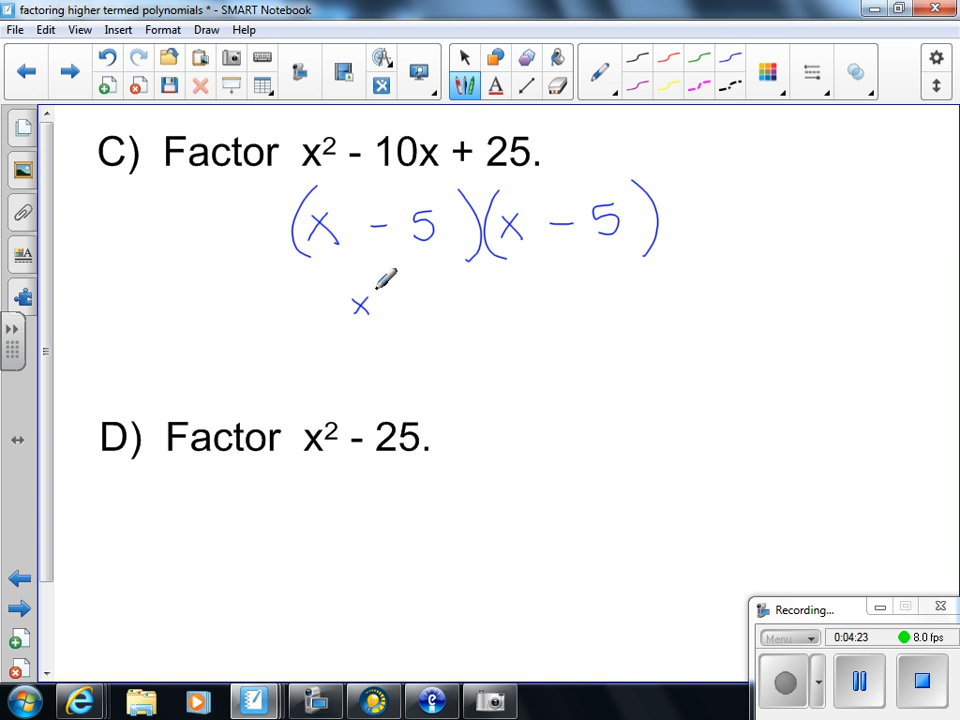 factoring higher termed polynomials * - SMART Notebook
File Edit View Insert Format Draw Help
C) Factor x² - 10x + 25.
(x - 5)(x - 5)
x
D) Factor x² - 25.
Recording...
Menu
0:04:23
8.0 fps